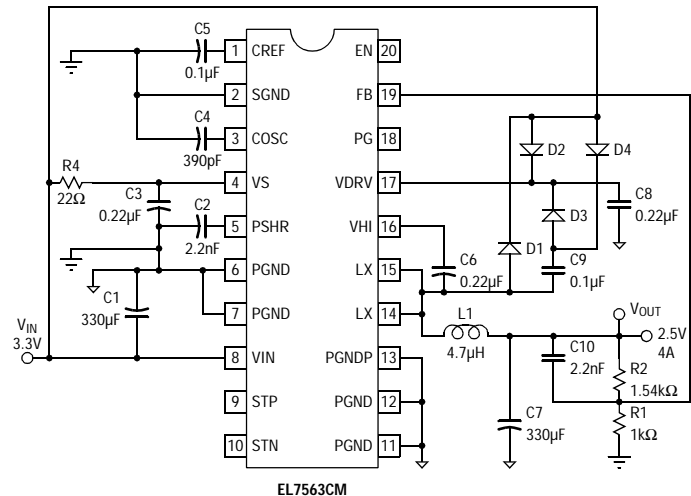 C5
0.1µF
1 CREF
EN 20
2 SGND
FB 19
C4
390pF
3 COSC
PG 18
D2
D4
R4
22Ω
C3
0.22µF
4 VS
VDRV 17
C8
0.22µF
D3
C2
2.2nF
5 PSHR
VHI 16
D1
C6
0.22µF
C9
0.1µF
6 PGND
LX 15
C1
330µF
7 PGND
LX 14
L1
4.7µH
VOUT
2.5V
4A
VIN
3.3V
8 VIN
PGNDP 13
C10
2.2nF
R2
1.54kΩ
9 STP
PGND 12
C7
330µF
R1
1kΩ
10 STN
PGND 11
EL7563CM